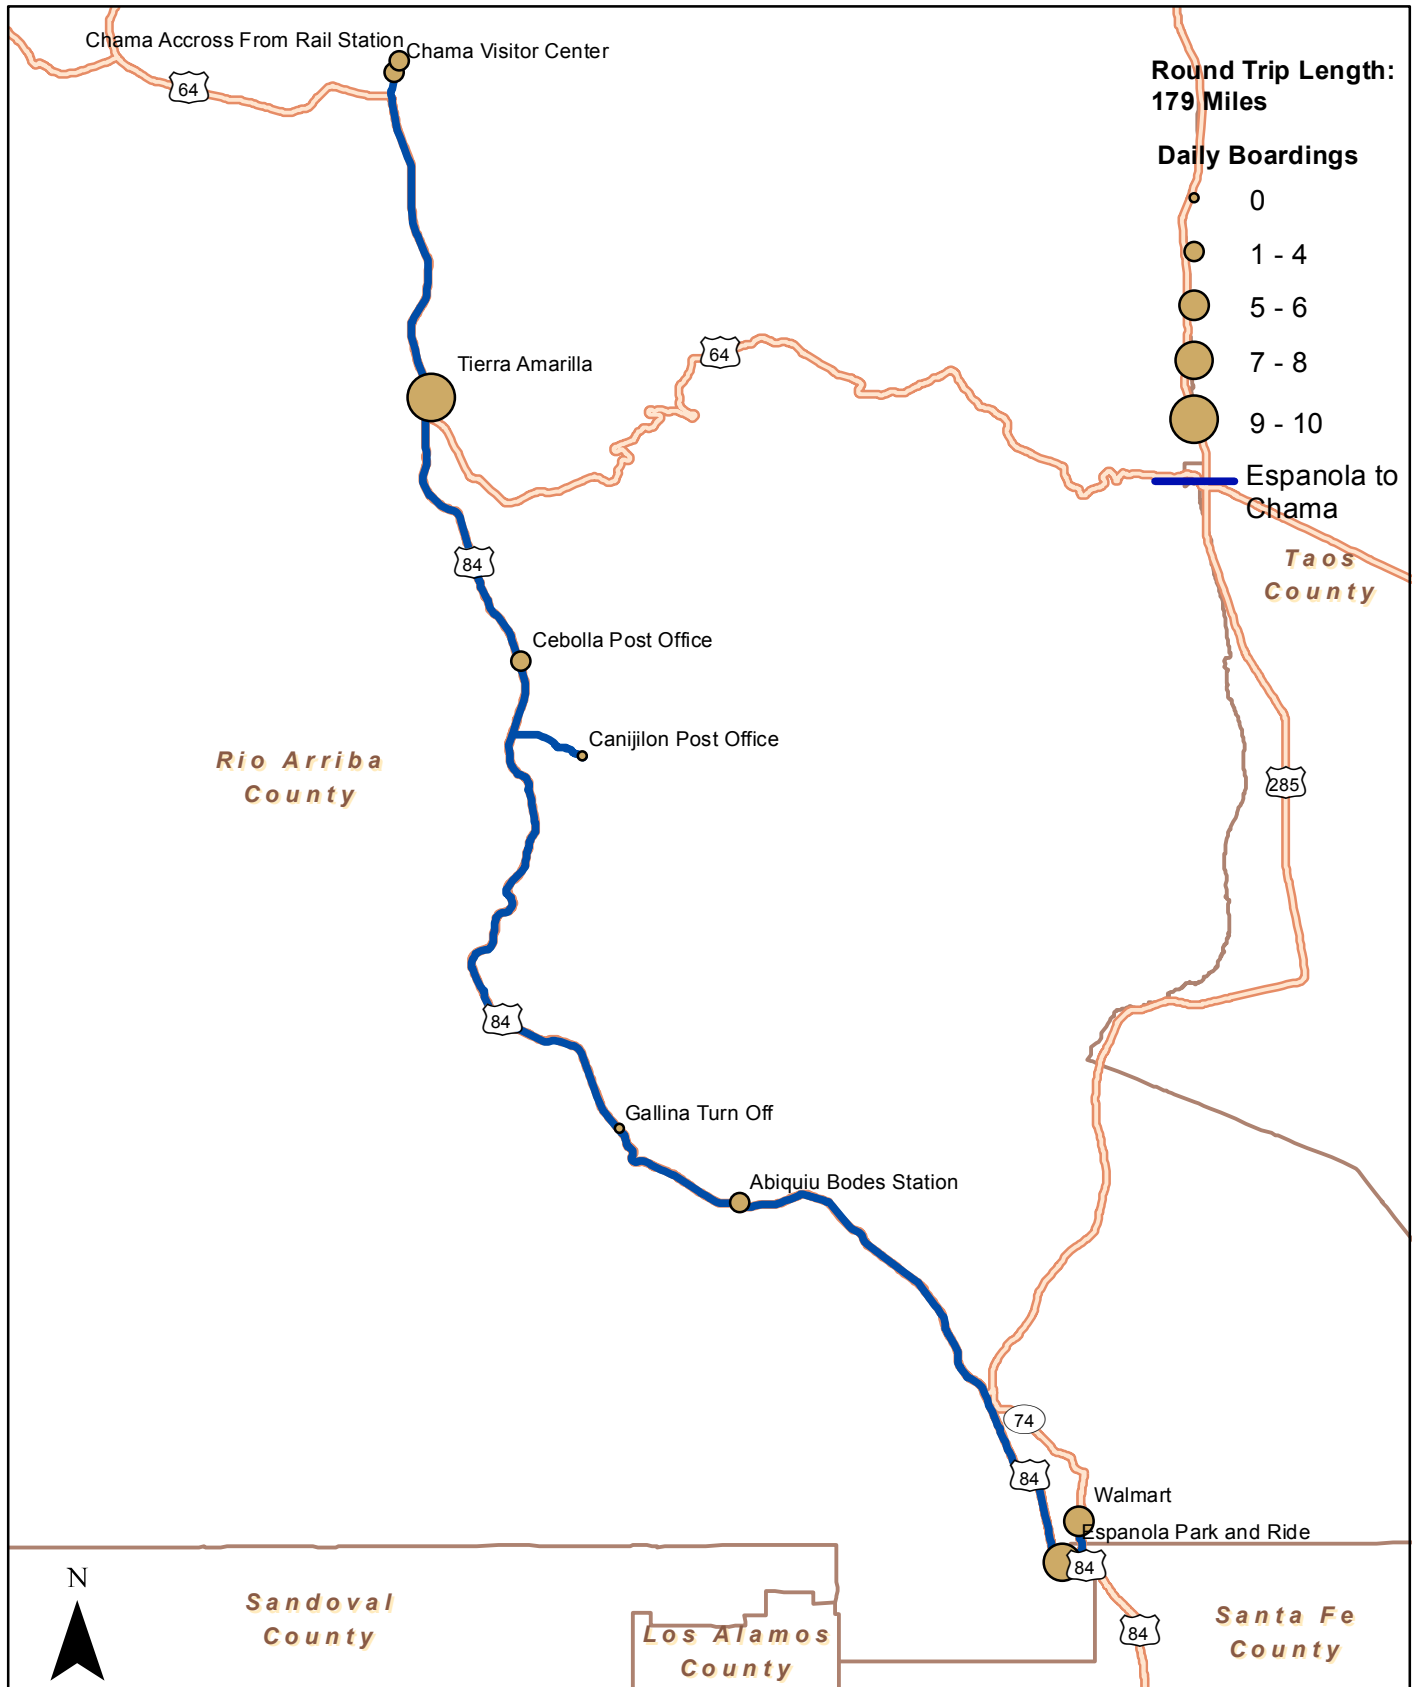 Chama Accross From Rail Station
Chama Visitor Center
64
Round Trip Length:
179 Miles
Daily Boardings
0
1 - 4
5 - 6
7 - 8
9 - 10
Espanola to
Chama
64
Tierra Amarilla
Taos
County
84
Cebolla Post Office
Canijilon Post Office
Rio Arriba
County
285
84
Gallina Turn Off
Abiquiu Bodes Station
74
84
Walmart
Espanola Park and Ride
84
N
Sandoval
County
Los Alamos
County
Santa Fe
County
84